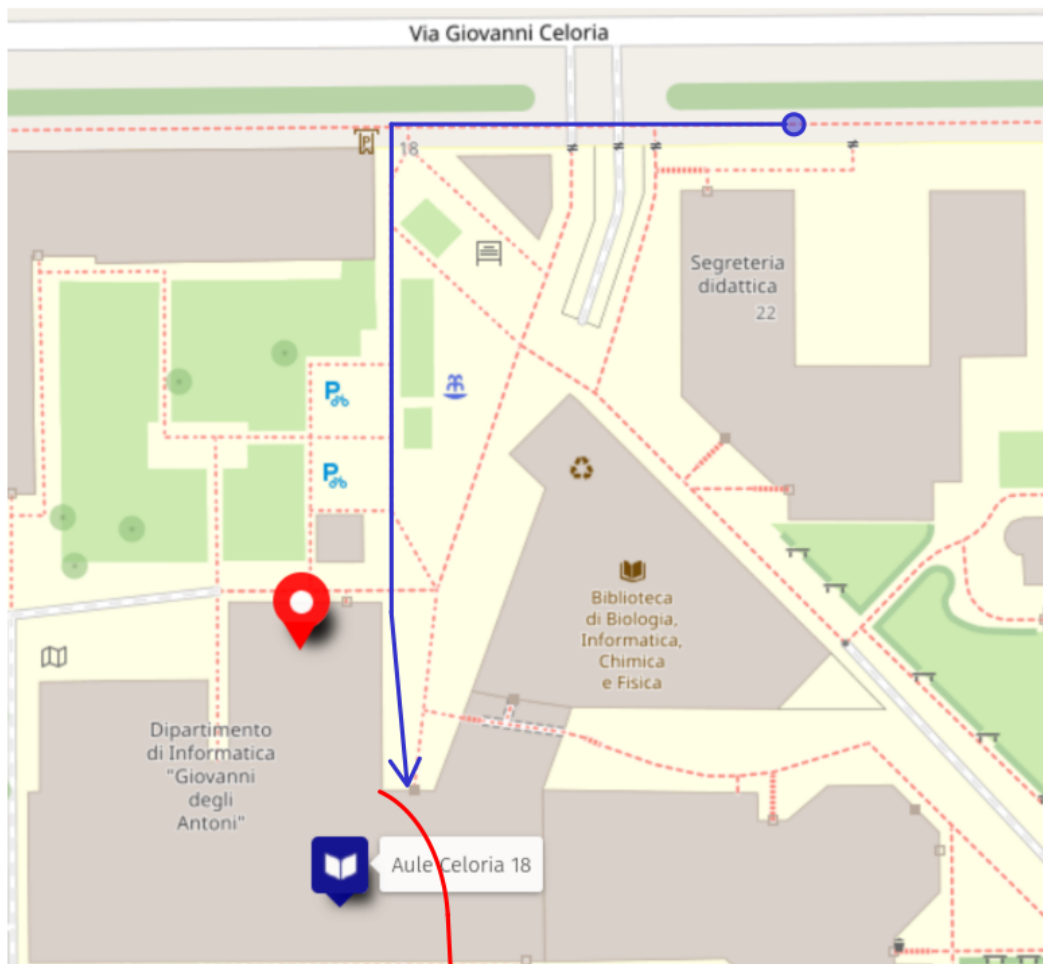 Via Giovanni Celoria
P
18
Segreteria
didattica
22
P
P
Biblioteca
di Biologia,
Informatica,
Chimica
e Fisica
Dipartimento
di Informatica
"Giovanni
degli
Antoni"
Aule Celoria 18